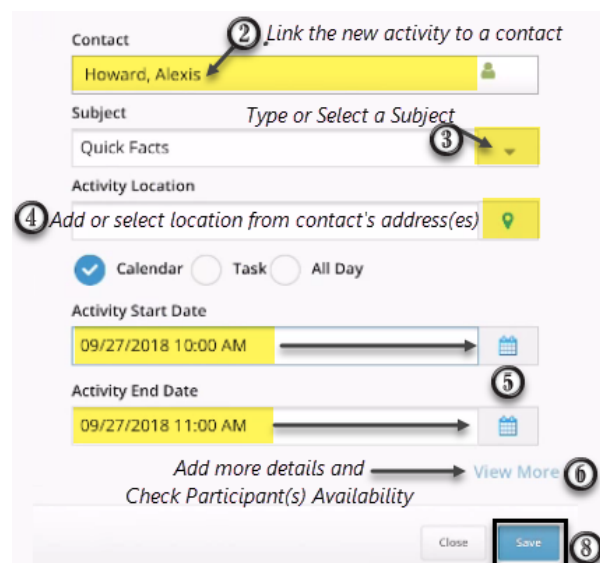 Contact
② Link the new activity to a contact
Howard, Alexis
Subject
Type or Select a Subject
Quick Facts
③
Activity Location
④ Add or select location from contact's address(es)
Calendar Task All Day
Activity Start Date
09/27/2018 10:00 AM
⑤
Activity End Date
09/27/2018 11:00 AM
Add more details and
View More ⑥
Check Participant(s) Availability
Close Save ⑧